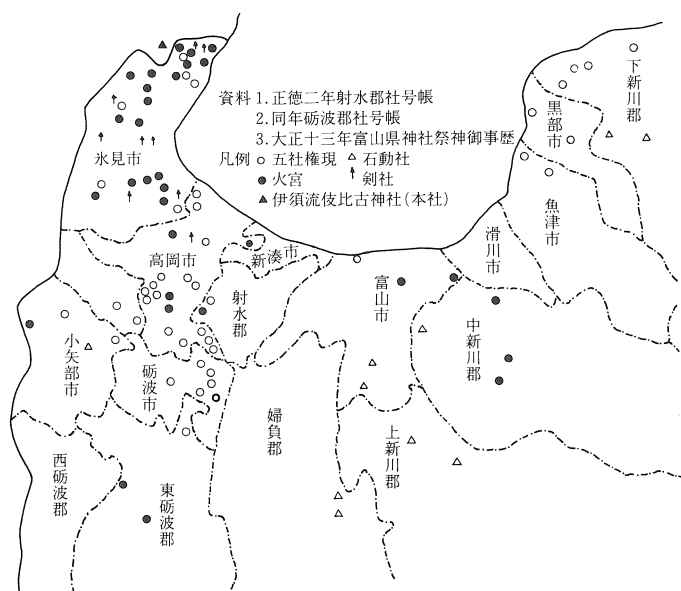 資料 1.正徳二年射水郡社号帳
2.同年砺波郡社号帳
3.大正十三年富山県神社祭神御事歴
凡例 ○ 五社権現 △ 石動社
● 火宮 剣社
▲ 伊須流伎比古神社(本社)
下新川郡
黒部市
魚津市
滑川市
氷見市
高岡市
新湊市
射水郡
富山市
中新川郡
小矢部市
砺波市
婦負郡
上新川郡
西砺波郡
東砺波郡